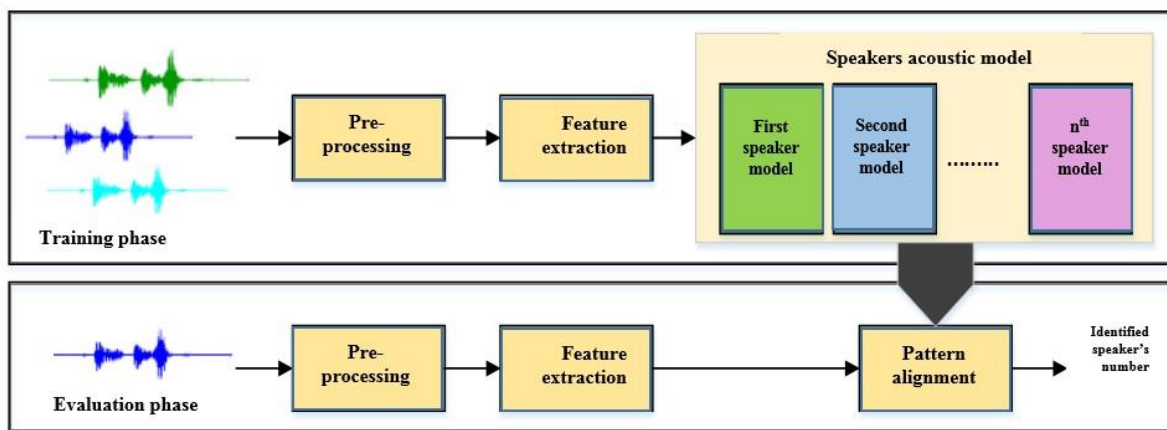 Speakers acoustic model
Pre-
processing
Feature
extraction
First
speaker
model
Second
speaker
model
.........
nth
speaker
model
Training phase
Pre-
processing
Feature
extraction
Pattern
alignment
Identified
speaker's
number
Evaluation phase